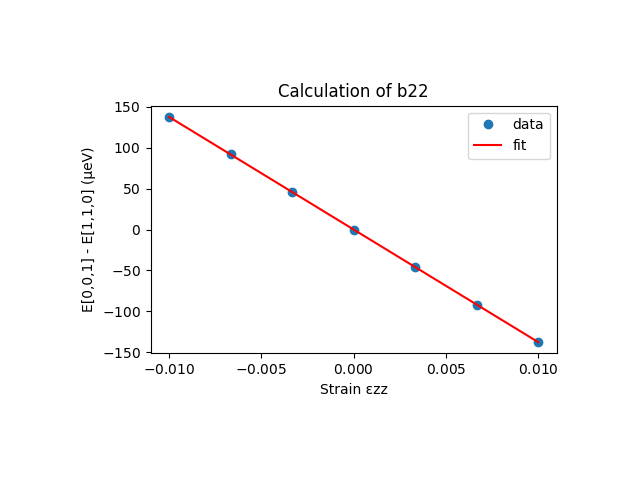 Calculation of b22
E[0,0,1] - E[1,1,0] (µeV)
150
100
50
0
−50
−100
−150
data
fit
−0.010
−0.005
0.000
0.005
0.010
Strain εzz